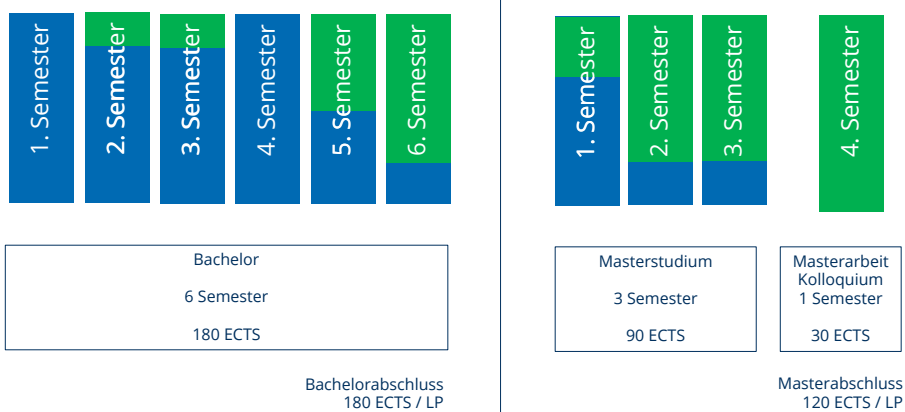 1. Semester
2. Semester
3. Semester
4. Semester
5. Semester
6. Semester
1. Semester
2. Semester
3. Semester
4. Semester
Bachelor
6 Semester
180 ECTS
Masterstudium
3 Semester
90 ECTS
Masterarbeit
Kolloquium
1 Semester
30 ECTS
Bachelorabschluss
180 ECTS / LP
Masterabschluss
120 ECTS / LP